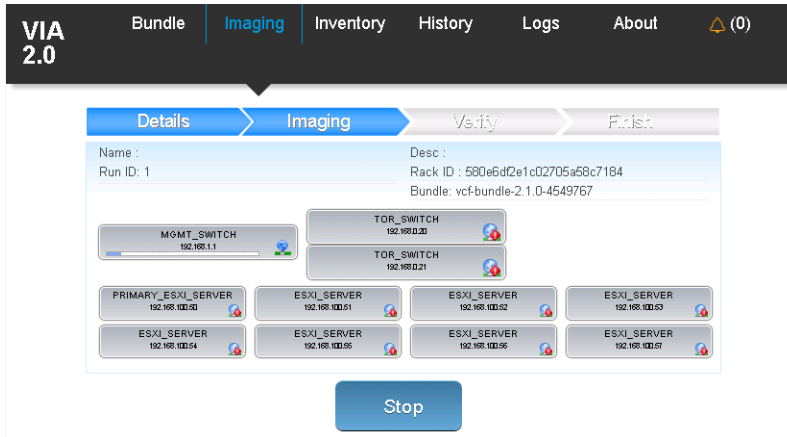 VIA 2.0
Bundle
Imaging
Inventory
History
Logs
About
(0)
Details
Imaging
Verify
Finish
Name :
Desc :
Run ID: 1
Rack ID : 580e6df2e1c02705a58c7184
Bundle: vcf-bundle-2.1.0-4549767
MGMT_SWITCH
192.168.1.1
TOR_SWITCH
192.168.0.20
TOR_SWITCH
192.168.0.21
PRIMARY_ESXI_SERVER
192.168.100.50
ESXI_SERVER
192.168.100.51
ESXI_SERVER
192.168.100.52
ESXI_SERVER
192.168.100.53
ESXI_SERVER
192.168.100.54
ESXI_SERVER
192.168.100.55
ESXI_SERVER
192.168.100.56
ESXI_SERVER
192.168.100.57
Stop